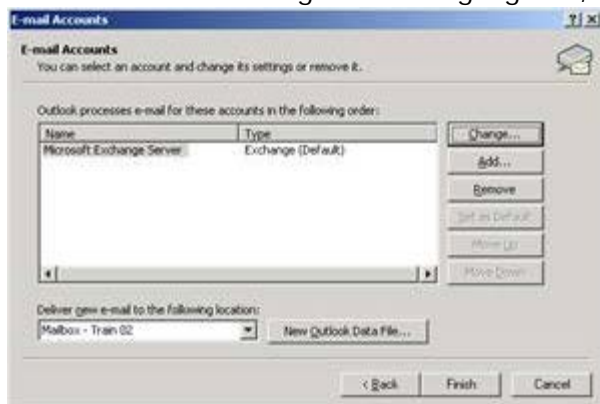 E-mail Accounts
E-mail Accounts
You can select an account and change its settings or remove it.
Outlook processes e-mail for these accounts in the following order:
Name Type
Microsoft Exchange Server Exchange (Default)
Change...
Add...
Remove
Set as Default
Move Up
Move Down
Deliver new e-mail to the following location:
Mailbox - Train 02
New Outlook Data File...
< Back Finish Cancel